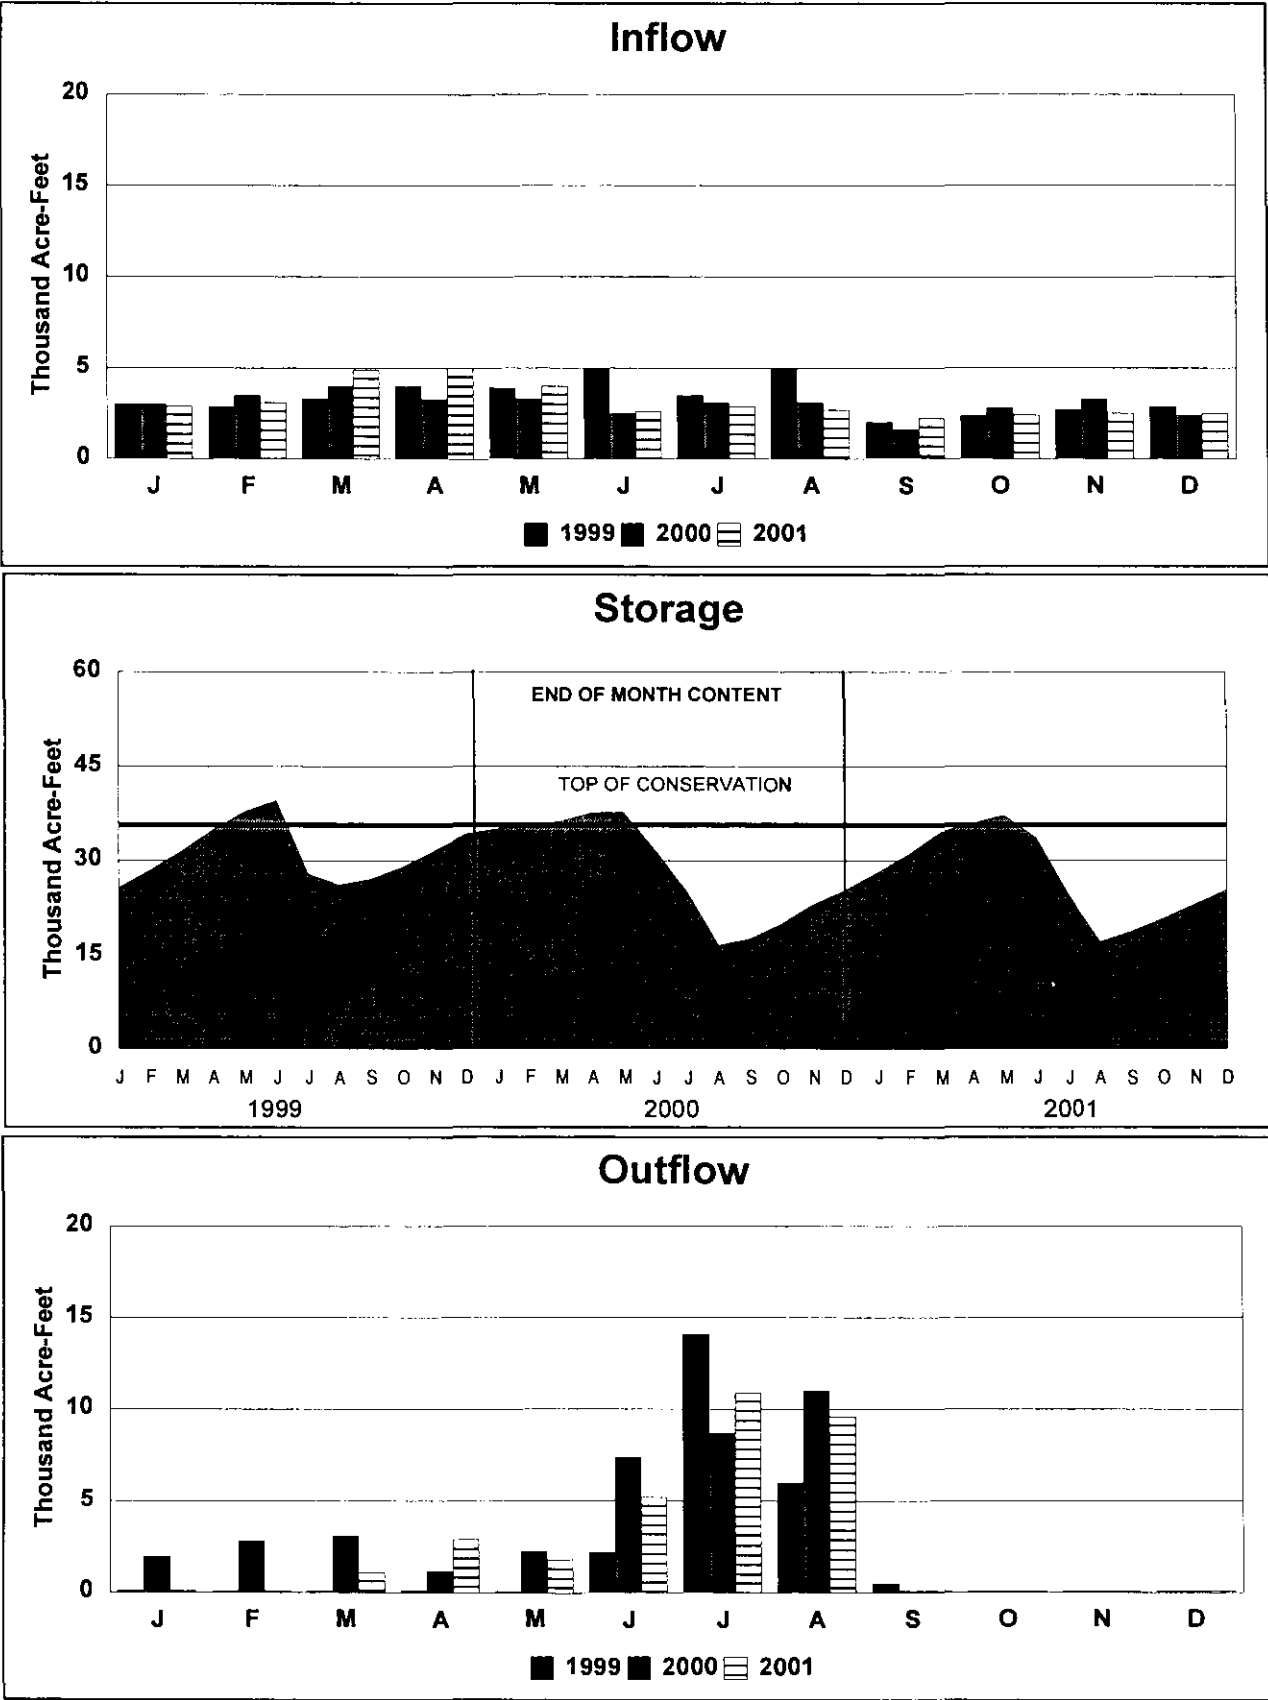 Inflow
Thousand Acre-Feet
20
15
10
5
0
J F M A M J J A S O N D
1999 2000 2001
Storage
Thousand Acre-Feet
60
45
30
15
0
END OF MONTH CONTENT
TOP OF CONSERVATION
J F M A M J J A S O N D J F M A M J J A S O N D J F M A M J J A S O N D
1999 2000 2001
Outflow
Thousand Acre-Feet
20
15
10
5
0
J F M A M J J A S O N D
1999 2000 2001